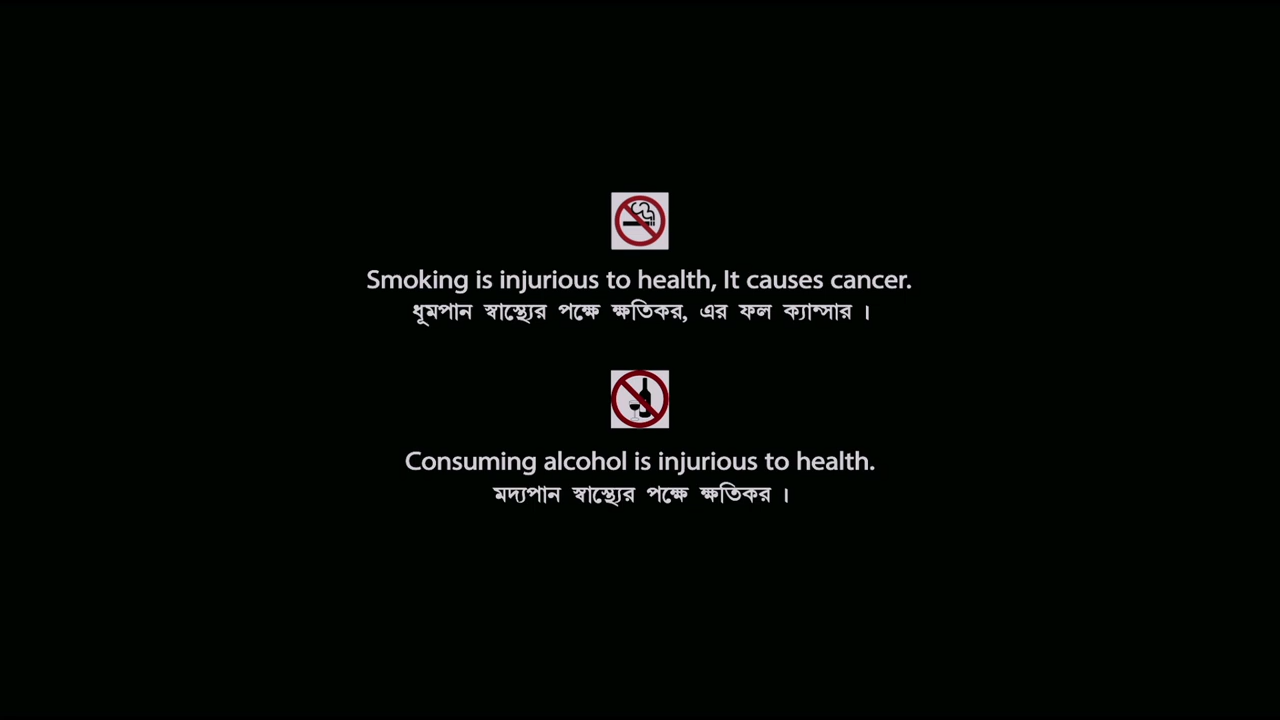 Smoking is injurious to health, It causes cancer.
ধূমপান স্বাস্থ্যের পক্ষে ক্ষতিকর, এর ফল ক্যান্সার ।
Consuming alcohol is injurious to health.
মদ্যপান স্বাস্থ্যের পক্ষে ক্ষতিকর ।